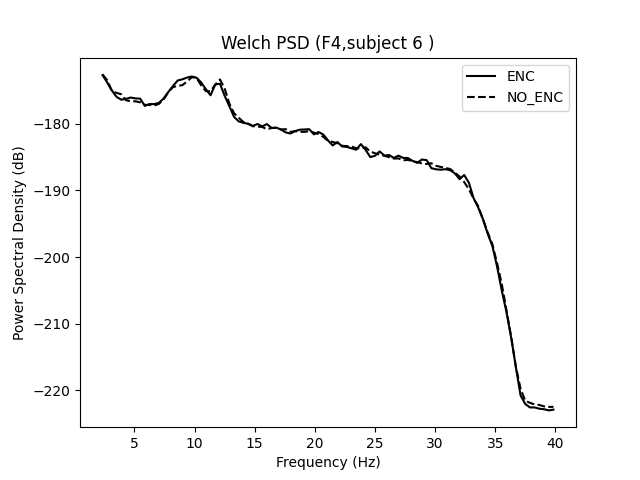 Welch PSD (F4,subject 6 )
ENC
NO_ENC
Power Spectral Density (dB)
−180
−190
−200
−210
−220
5 10 15 20 25 30 35 40
Frequency (Hz)